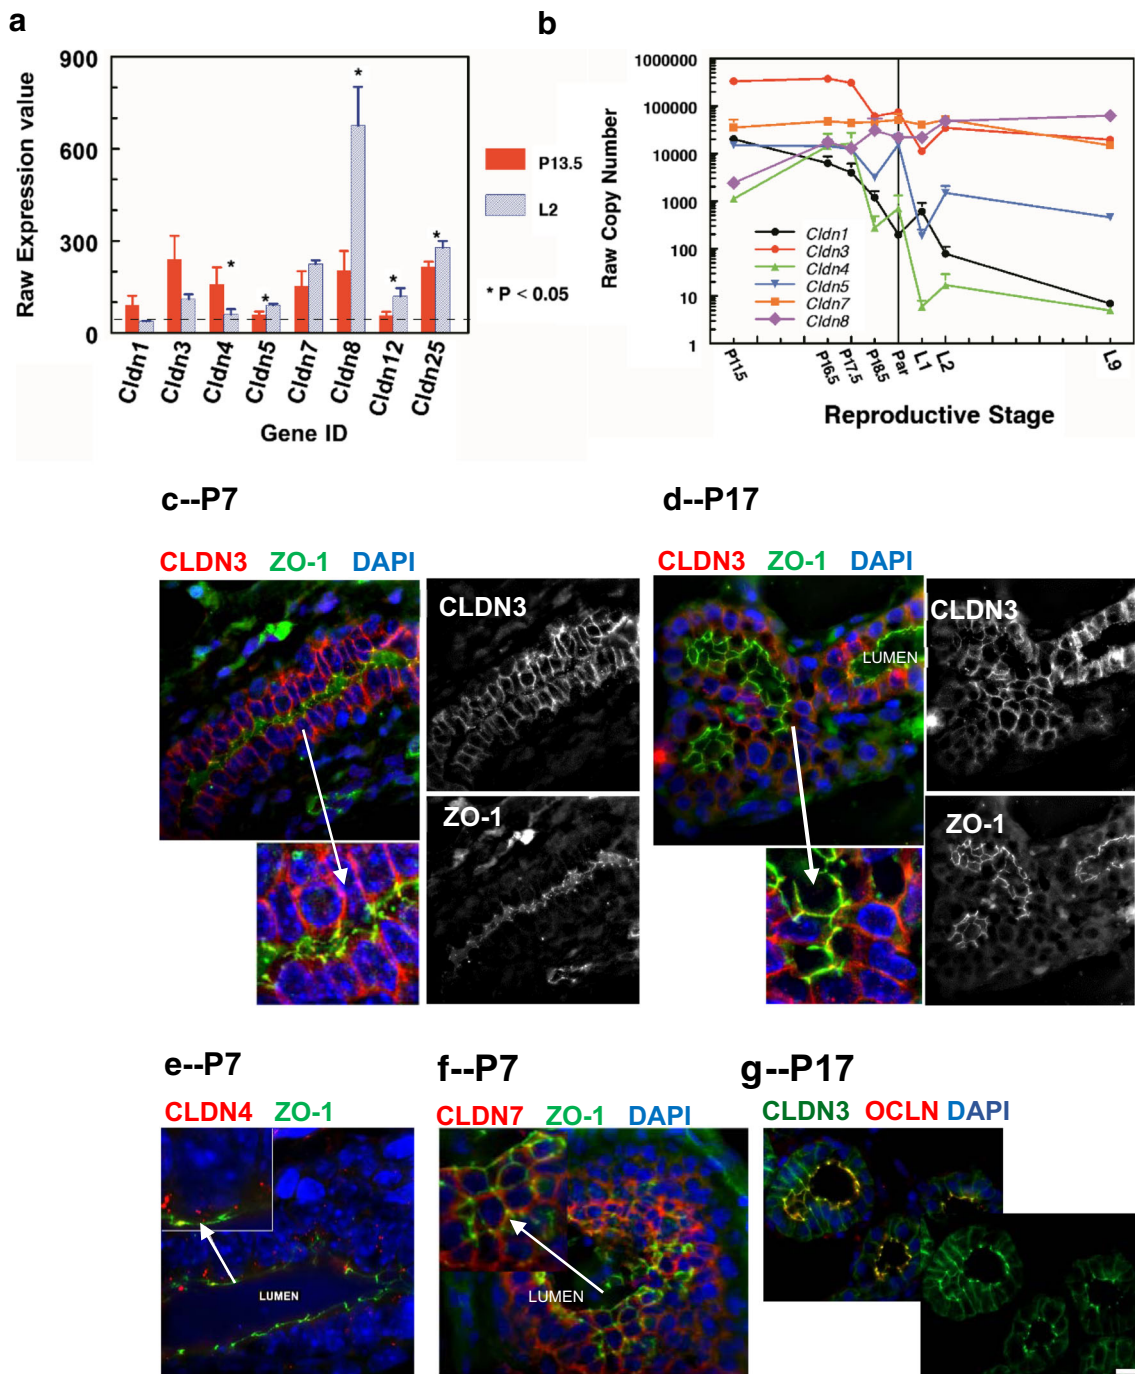 a
Raw Expression value
900
600
300
0
*
*
*
*
*
P13.5
L2
* P < 0.05
Cldn1
Cldn3
Cldn4
Cldn5
Cldn7
Cldn8
Cldn12
Cldn25
Gene ID
b
Raw Copy Number
1000000
100000
10000
1000
100
10
1
Cldn1
Cldn3
Cldn4
Cldn5
Cldn7
Cldn8
P11.5
P16.5
P17.5
P18.5
Par
L1
L2
L9
Reproductive Stage
c--P7
CLDN3 ZO-1 DAPI
CLDN3
ZO-1
d--P17
CLDN3 ZO-1 DAPI
LUMEN
CLDN3
ZO-1
e--P7
CLDN4 ZO-1
LUMEN
f--P7
CLDN7 ZO-1 DAPI
LUMEN
g--P17
CLDN3 OCLN DAPI